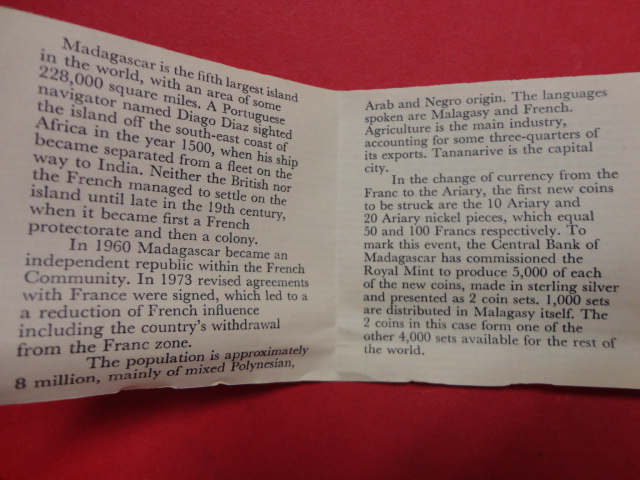 Madagascar is the fifth largest island
in the world, with an area of some
228,000 square miles. A Portuguese
navigator named Diago Diaz sighted
the island off the south-east coast of
Africa in the year 1500, when his ship
became separated from a fleet on the
way to India. Neither the British nor
the French managed to settle on the
island until late in the 19th century,
when it became first a French
protectorate and then a colony.
In 1960 Madagascar became an
independent republic within the French
Community. In 1973 revised agreements
with France were signed, which led to a
a reduction of French influence
including the country's withdrawal
from the Franc zone.
The population is approximately
8 million, mainly of mixed Polynesian,
Arab and Negro origin. The languages
spoken are Malagasy and French.
Agriculture is the main industry,
accounting for some three-quarters of
its exports. Tananarive is the capital
city.
In the change of currency from the
Franc to the Ariary, the first new coins
to be struck are the 10 Ariary and
20 Ariary nickel pieces, which equal
50 and 100 Francs respectively. To
mark this event, the Central Bank of
Madagascar has commissioned the
Royal Mint to produce 5,000 of each
of the new coins, made in sterling silver
and presented as 2 coin sets. 1,000 sets
are distributed in Malagasy itself. The
2 coins in this case form one of the
other 4,000 sets available for the rest of
the world.